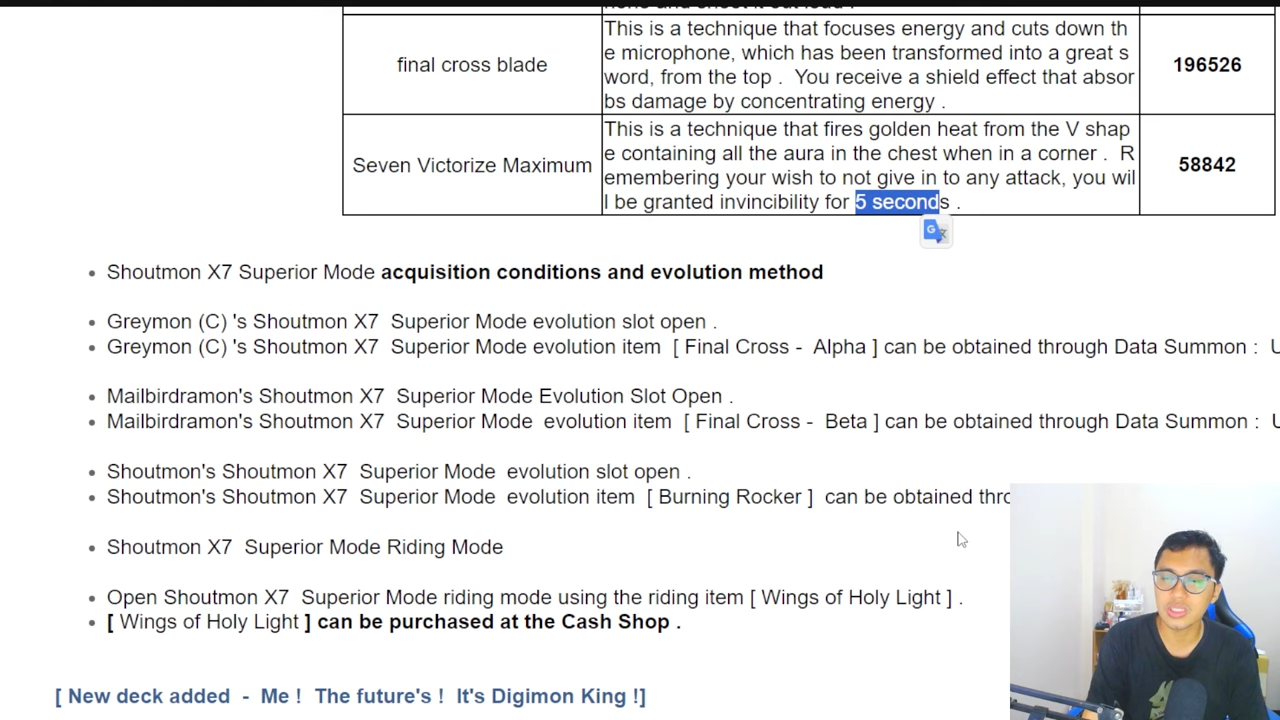 final cross blade
This is a technique that focuses energy and cuts down th
e microphone, which has been transformed into a great s
word, from the top .  You receive a shield effect that absor
bs damage by concentrating energy .
196526
Seven Victorize Maximum
This is a technique that fires golden heat from the V shap
e containing all the aura in the chest when in a corner .  R
emembering your wish to not give in to any attack, you wil
l be granted invincibility for 5 seconds .
58842
• Shoutmon X7 Superior Mode acquisition conditions and evolution method
• Greymon (C) 's Shoutmon X7  Superior Mode evolution slot open .
• Greymon (C) 's Shoutmon X7  Superior Mode evolution item  [ Final Cross -  Alpha ] can be obtained through Data Summon :  U
• Mailbirdramon's Shoutmon X7  Superior Mode Evolution Slot Open .
• Mailbirdramon's Shoutmon X7  Superior Mode  evolution item  [ Final Cross -  Beta ] can be obtained through Data Summon :  U
• Shoutmon's Shoutmon X7  Superior Mode  evolution slot open .
• Shoutmon's Shoutmon X7  Superior Mode  evolution item  [ Burning Rocker ]  can be obtained thro
• Shoutmon X7  Superior Mode Riding Mode
• Open Shoutmon X7  Superior Mode riding mode using the riding item [ Wings of Holy Light ] .
• [ Wings of Holy Light ] can be purchased at the Cash Shop .
[ New deck added  -  Me !  The future's !  It's Digimon King !]